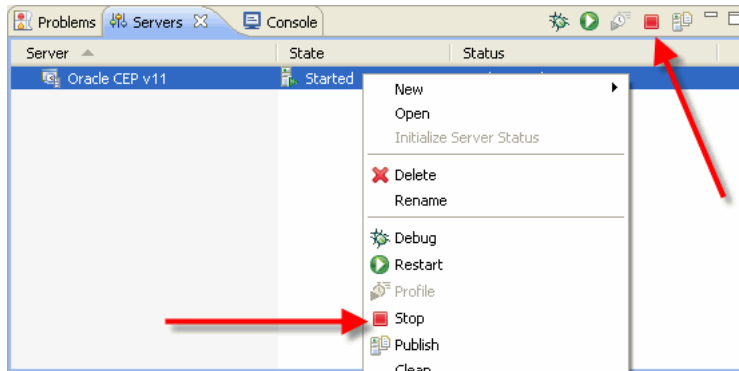 Problems Servers Console
Server State Status
Oracle CEP v11 Started
New
Open
Initialize Server Status
Delete
Rename
Debug
Restart
Profile
Stop
Publish
Clean